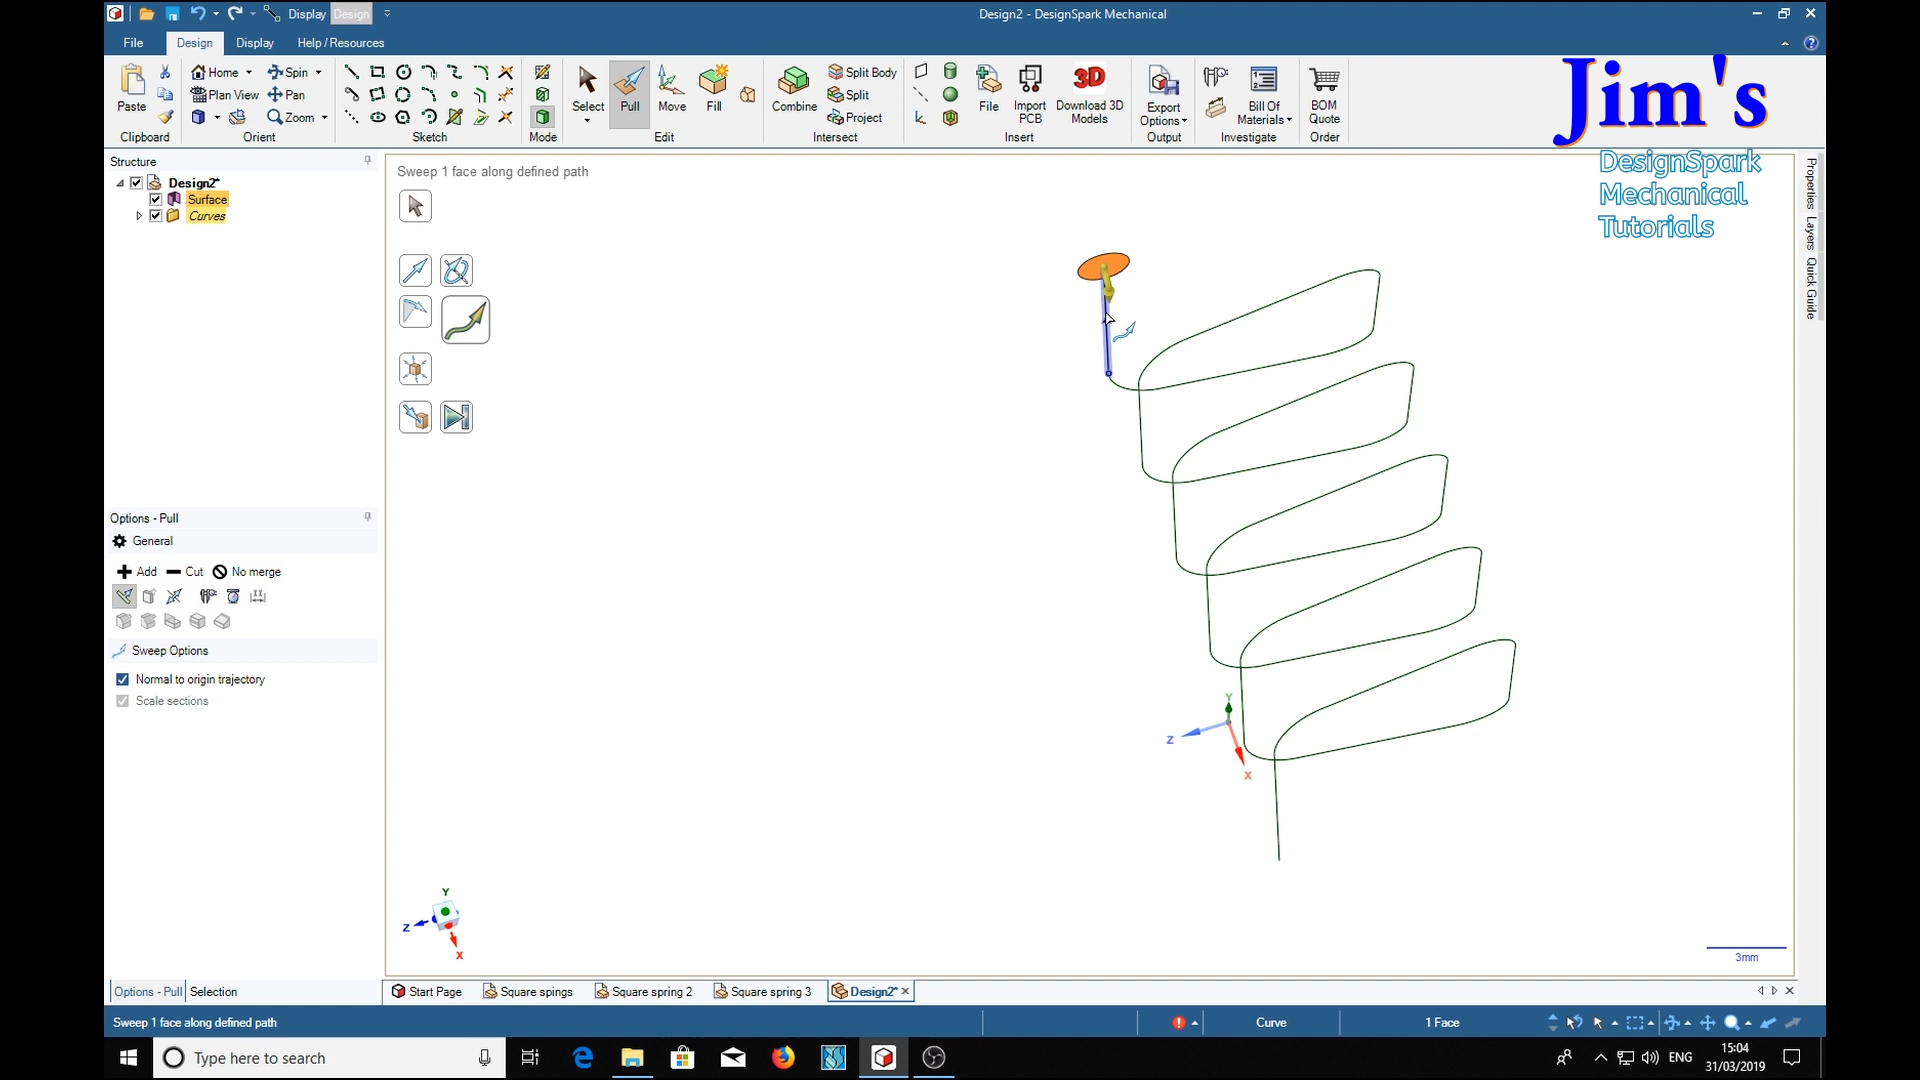 Display Design
Design2 - DesignSpark Mechanical
File Design Display Help / Resources
Paste
Clipboard
Home Spin
Plan View Pan
Zoom
Orient
Sketch
Mode
Select Pull Move Fill
Edit
Combine
Split Body
Split
Project
Intersect
File
Import PCB
Download 3D Models
3D
Insert
Export Options
Output
Bill Of Materials
Investigate
BOM Quote
Order
Jim's
DesignSpark
Mechanical
Tutorials
Structure
Design2*
Surface
Curves
Sweep 1 face along defined path
Properties Layers Quick Guide
Options - Pull
General
Add Cut No merge
Sweep Options
Normal to origin trajectory
Scale sections
Y
Z
X
Y
Z
X
3mm
Options - Pull Selection
Start Page Square spings Square spring 2 Square spring 3 Design2*
Sweep 1 face along defined path Curve 1 Face
Type here to search
ENG
15:04
31/03/2019